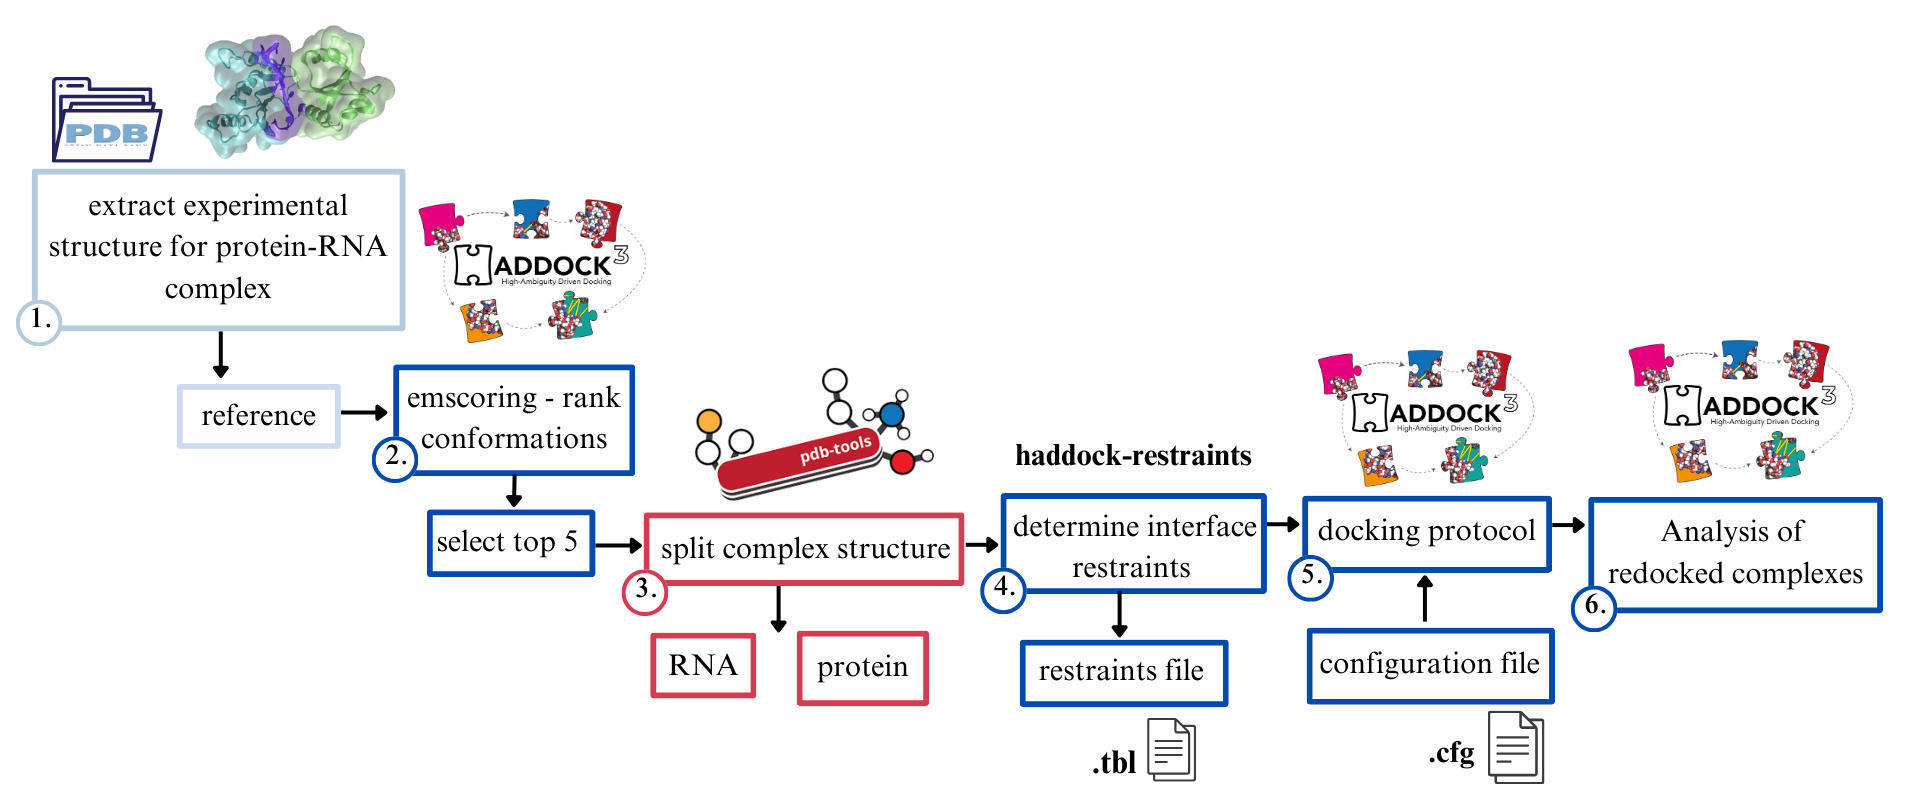 PDB
extract experimental
structure for protein-RNA
complex
1.
reference
ADDOCK3
High-Ambiguity Driven Docking
emscoring - rank
conformations
2.
select top 5
pdb-tools
split complex structure
3.
RNA
protein
haddock-restraints
determine interface
restraints
4.
restraints file
.tbl
ADDOCK3
High-Ambiguity Driven Docking
docking protocol
5.
configuration file
.cfg
ADDOCK3
High-Ambiguity Driven Docking
Analysis of
redocked complexes
6.